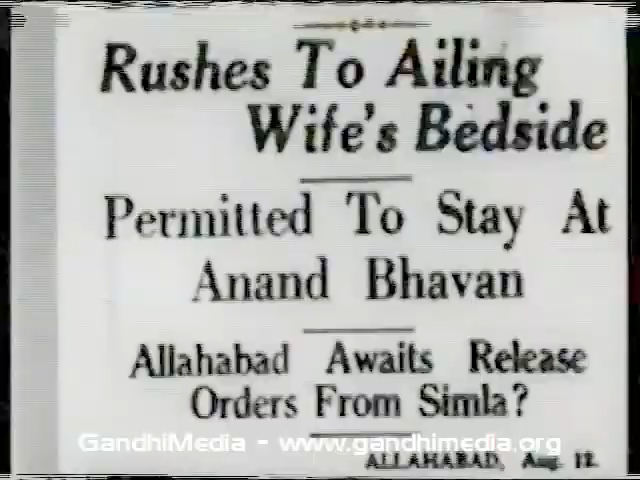 Rushes To Ailing
Wife's Bedside
Permitted To Stay At
Anand Bhavan
Allahabad Awaits Release
Orders From Simla?
GandhiMedia - www.gandhimedia.org
ALLAHABAD, Aug. 12.